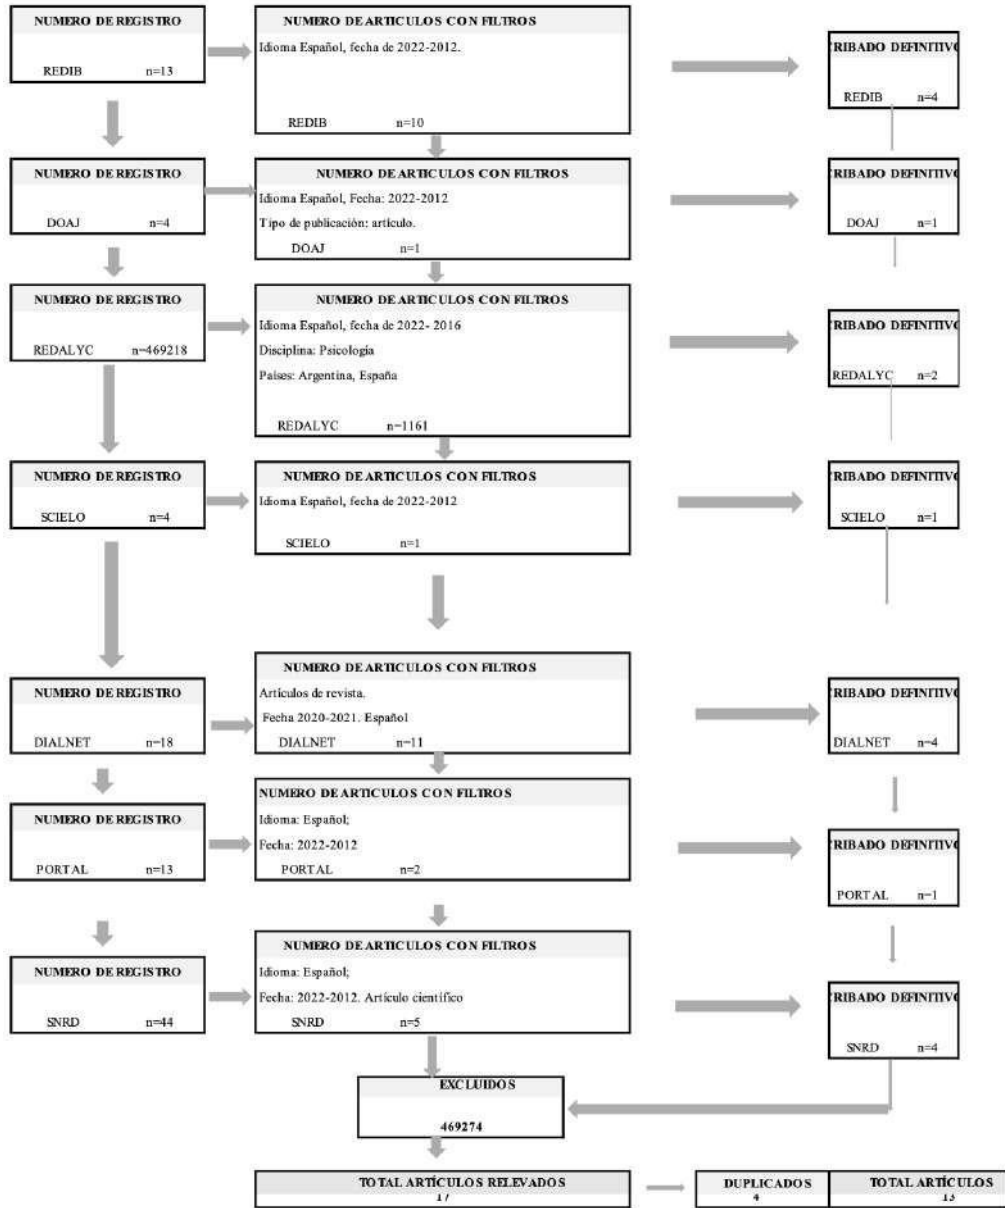 NUMERO DE REGISTRO
REDIB n=13
NUMERO DE ARTICULOS CON FILTROS
Idioma Español, fecha de 2022-2012.
REDIB n=10
RIBADO DEFINITIVO
REDIB n=4
NUMERO DE REGISTRO
DOAJ n=4
NUMERO DE ARTICULOS CON FILTROS
Idioma Español, Fecha: 2022-2012
Tipo de publicación: artículo.
DOAJ n=1
RIBADO DEFINITIVO
DOAJ n=1
NUMERO DE REGISTRO
REDALYC n=469218
NUMERO DE ARTICULOS CON FILTROS
Idioma Español, fecha de 2022- 2016
Disciplina: Psicología
Países: Argentina, España
REDALYC n=1161
RIBADO DEFINITIVO
REDALYC n=2
NUMERO DE REGISTRO
SCIELO n=4
NUMERO DE ARTICULOS CON FILTROS
Idioma Español, fecha de 2022-2012
SCIELO n=1
RIBADO DEFINITIVO
SCIELO n=1
NUMERO DE REGISTRO
DIALNET n=18
NUMERO DE ARTICULOS CON FILTROS
Artículos de revista.
Fecha 2020-2021. Español
DIALNET n=11
RIBADO DEFINITIVO
DIALNET n=4
NUMERO DE REGISTRO
PORTAL n=13
NUMERO DE ARTICULOS CON FILTROS
Idioma: Español;
Fecha: 2022-2012
PORTAL n=2
RIBADO DEFINITIVO
PORTAL n=1
NUMERO DE REGISTRO
SNRD n=44
NUMERO DE ARTICULOS CON FILTROS
Idioma: Español;
Fecha: 2022-2012. Artículo científico
SNRD n=5
RIBADO DEFINITIVO
SNRD n=4
EXCLUIDOS
469274
TOTAL ARTÍCULOS RELEVADOS
17
DUPLICADOS
4
TOTAL ARTÍCULOS
13